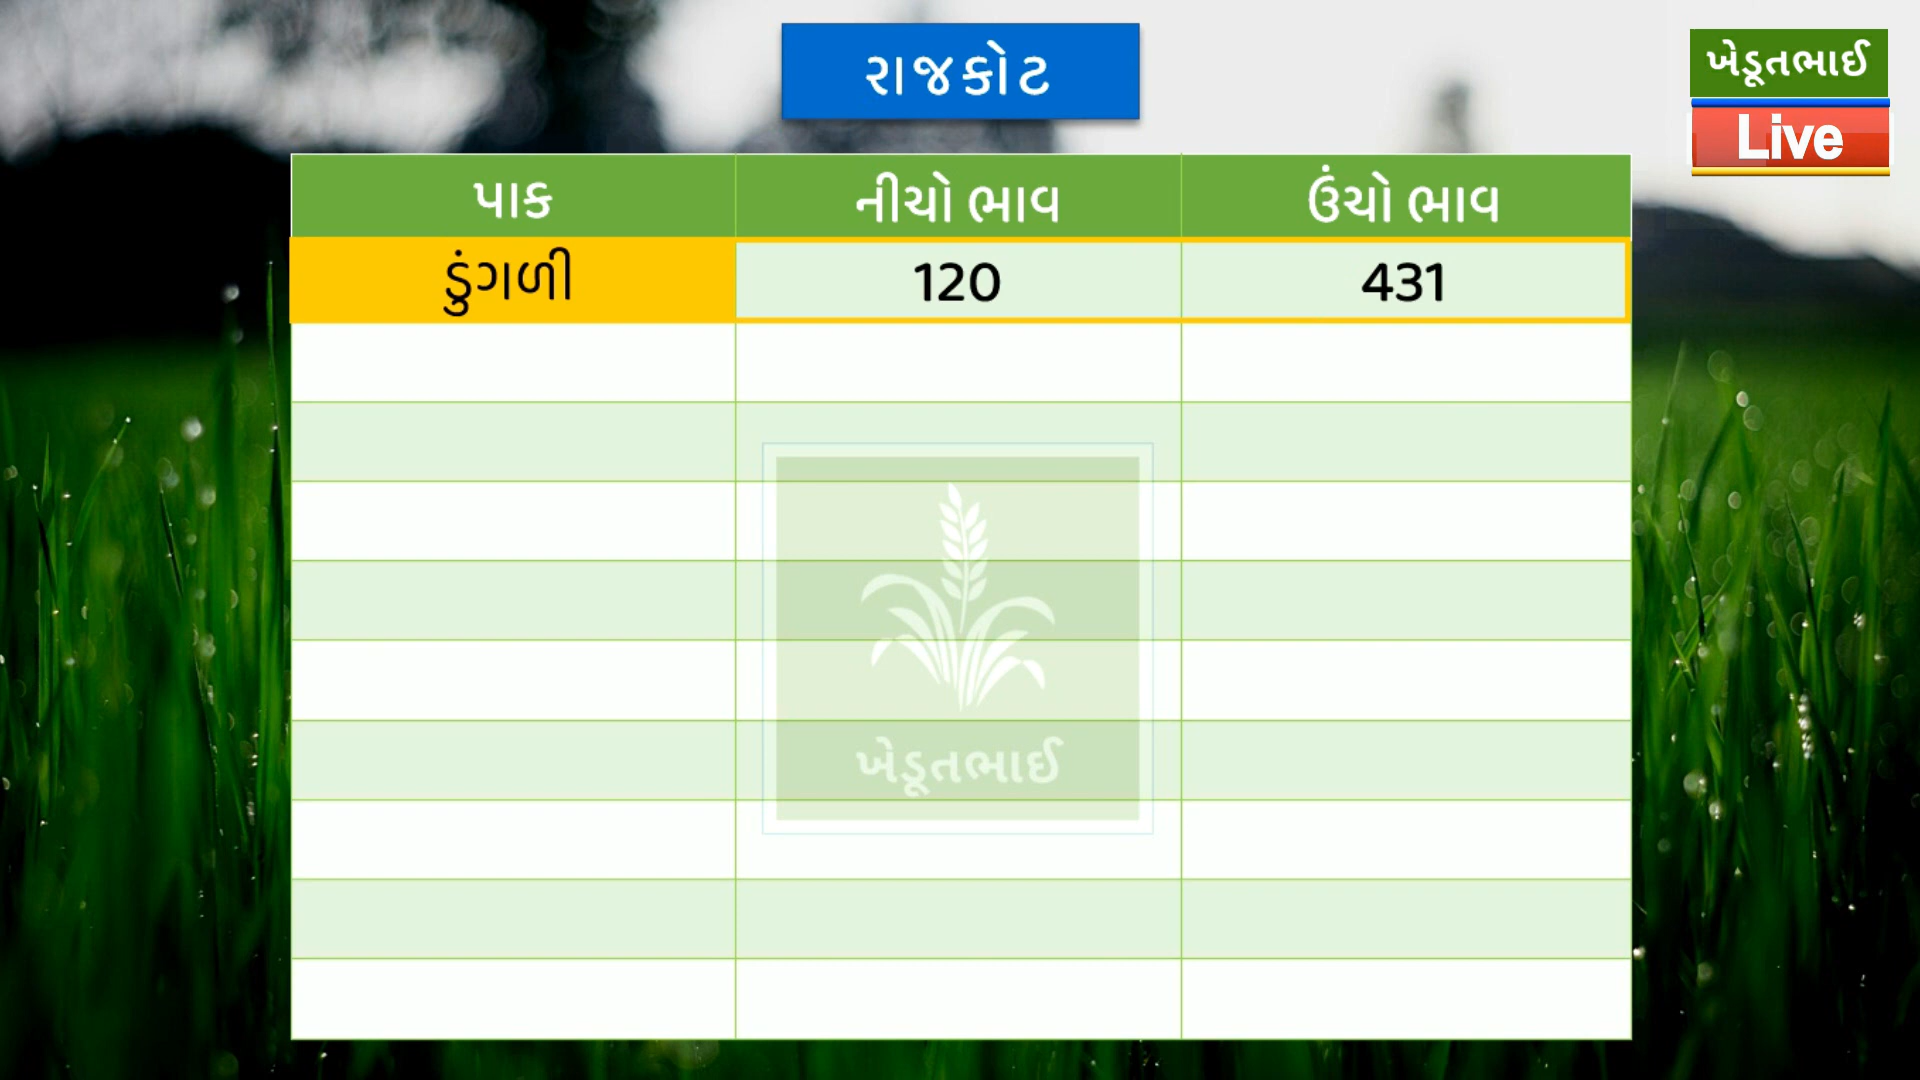 રાજકોટ
ખેડૂતભાઈ
Live
પાક નીચો ભાવ ઉંચો ભાવ
ડુંગળી 120 431
ખેડૂતભાઈ